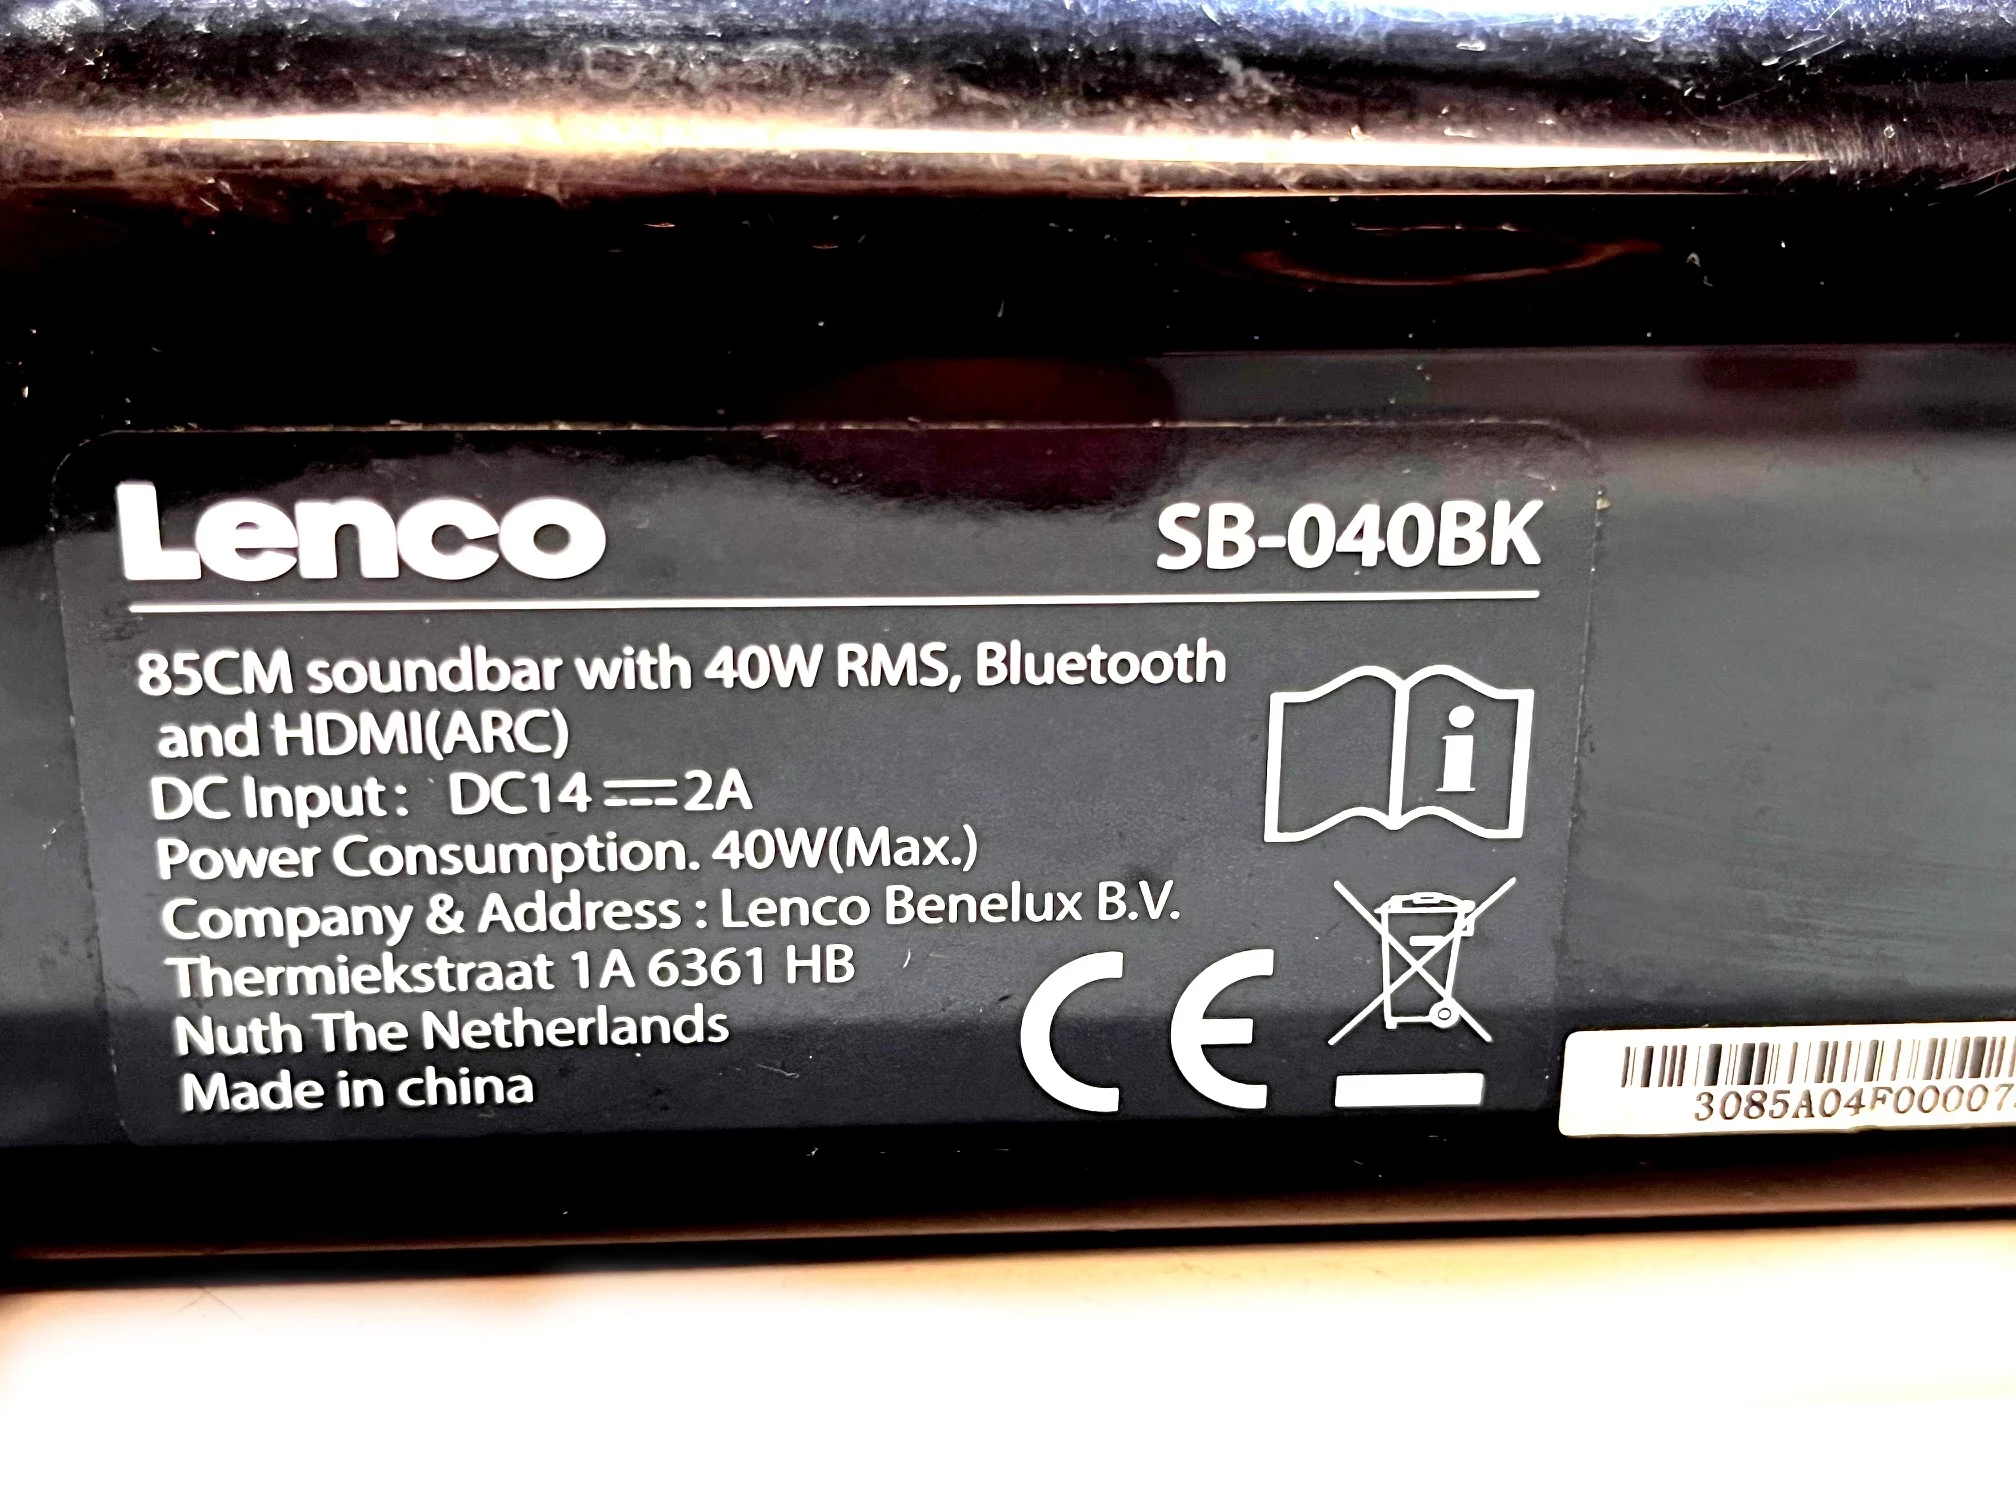 Lenco
SB-040BK
85CM soundbar with 40W RMS, Bluetooth
and HDMI(ARC)
DC Input: DC14 ⎓ 2A
Power Consumption. 40W(Max.)
Company & Address : Lenco Benelux B.V.
Thermiekstraat 1A 6361 HB
Nuth The Netherlands
Made in china
CE